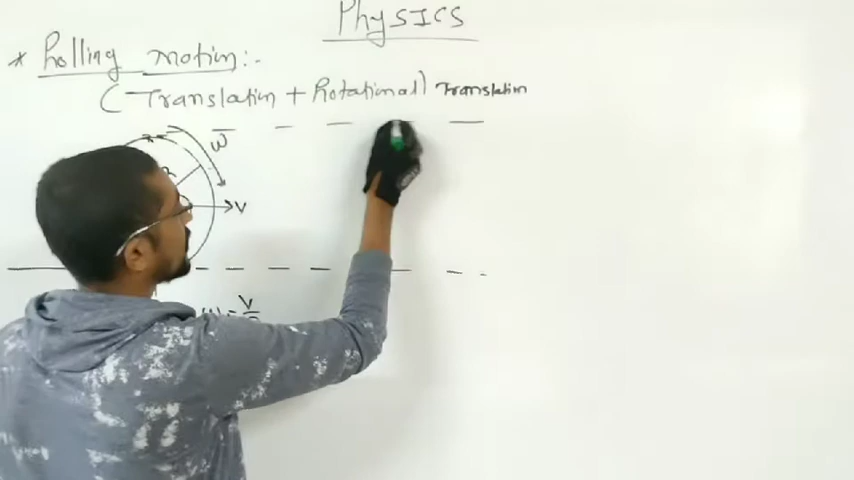 Physics
* Rolling motion:-
(Translation + Rotational) Translation
ω
R
V
ω = V